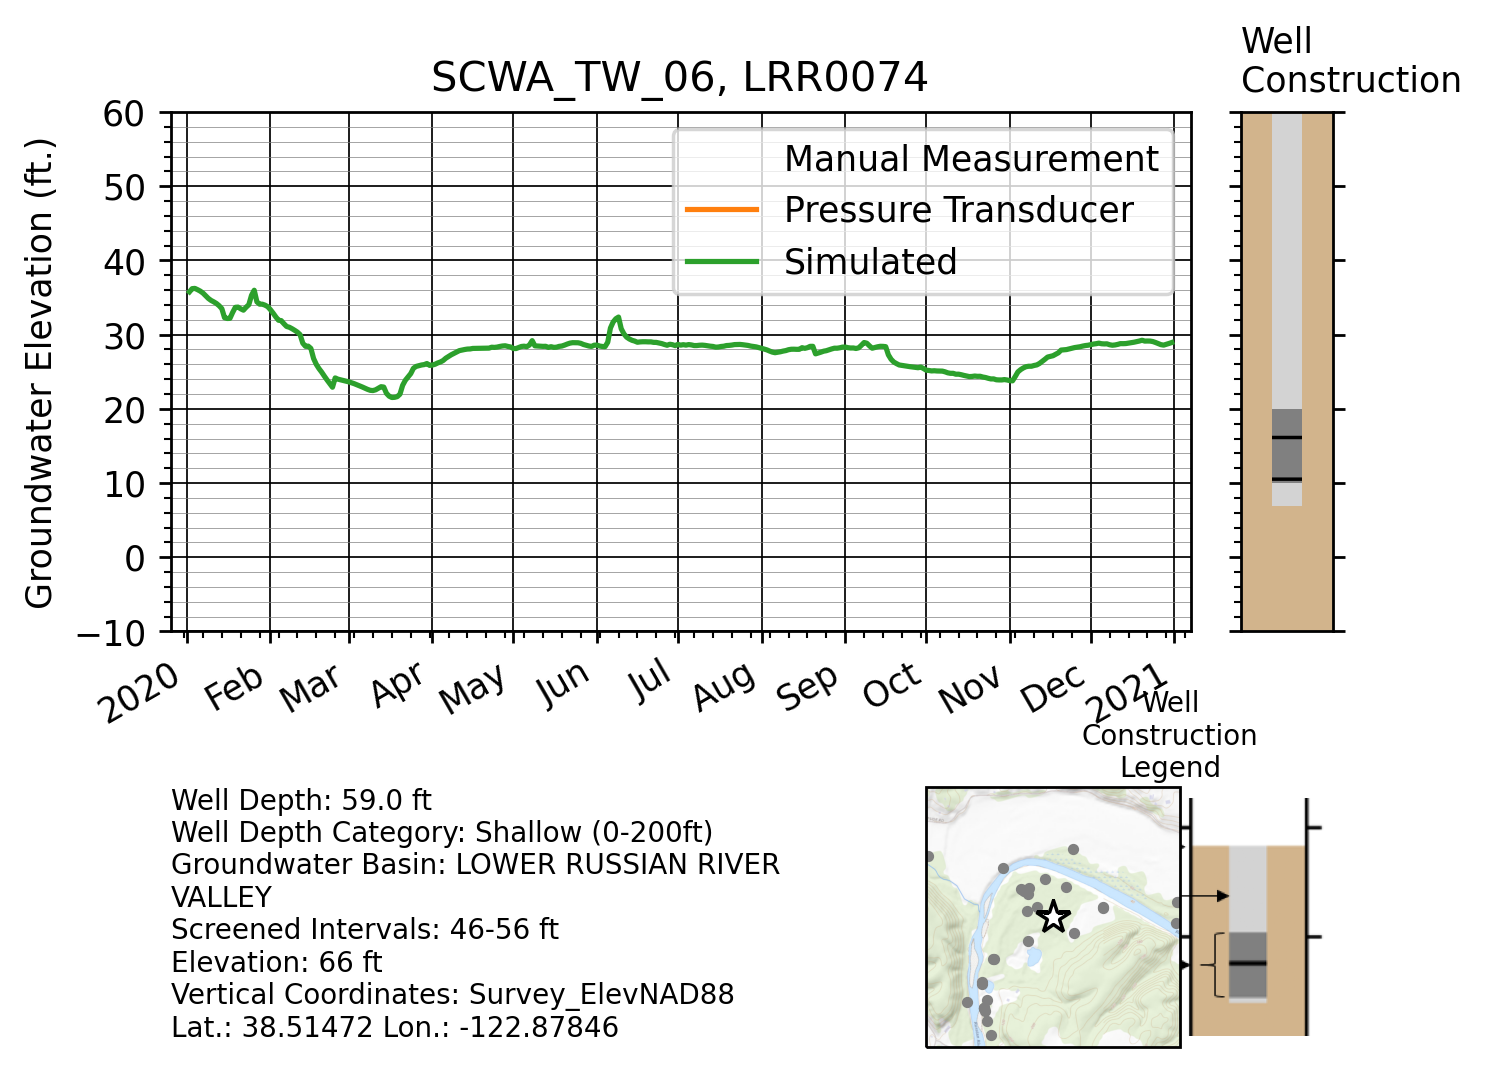 Well
Construction
SCWA_TW_06, LRR0074
Groundwater Elevation (ft.)
60
50
40
30
20
10
0
−10
Manual Measurement
Pressure Transducer
Simulated
2020
Feb
Mar
Apr
May
Jun
Jul
Aug
Sep
Oct
Nov
Dec
2021
Well
Construction
Legend
Well Depth: 59.0 ft
Well Depth Category: Shallow (0-200ft)
Groundwater Basin: LOWER RUSSIAN RIVER
VALLEY
Screened Intervals: 46-56 ft
Elevation: 66 ft
Vertical Coordinates: Survey_ElevNAD88
Lat.: 38.51472 Lon.: -122.87846